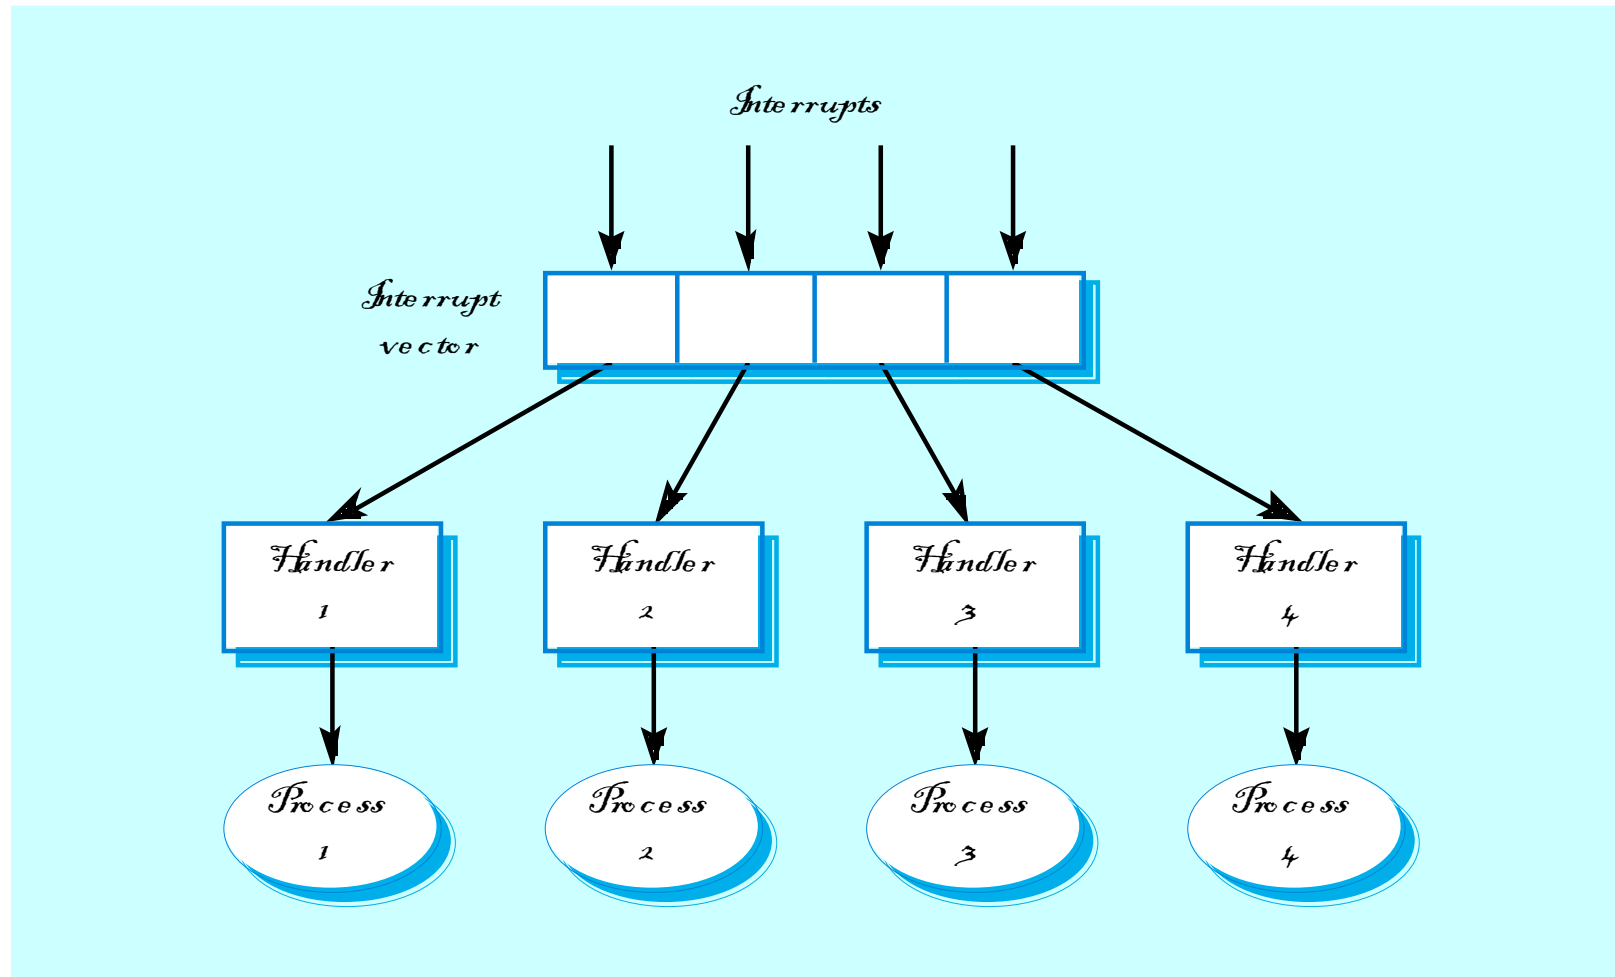 Interrupts
Interrupt
vector
Handler
1
Handler
2
Handler
3
Handler
4
Process
1
Process
2
Process
3
Process
4